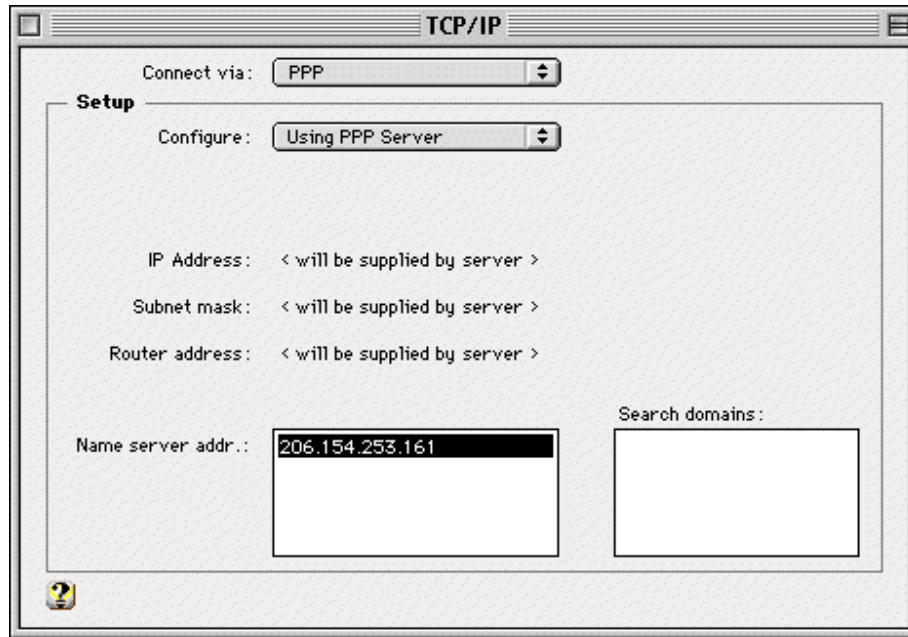 TCP/IP
Connect via: PPP
Setup
Configure: Using PPP Server
IP Address: < will be supplied by server >
Subnet mask: < will be supplied by server >
Router address: < will be supplied by server >
Search domains:
Name server addr.: 206.154.253.161
?